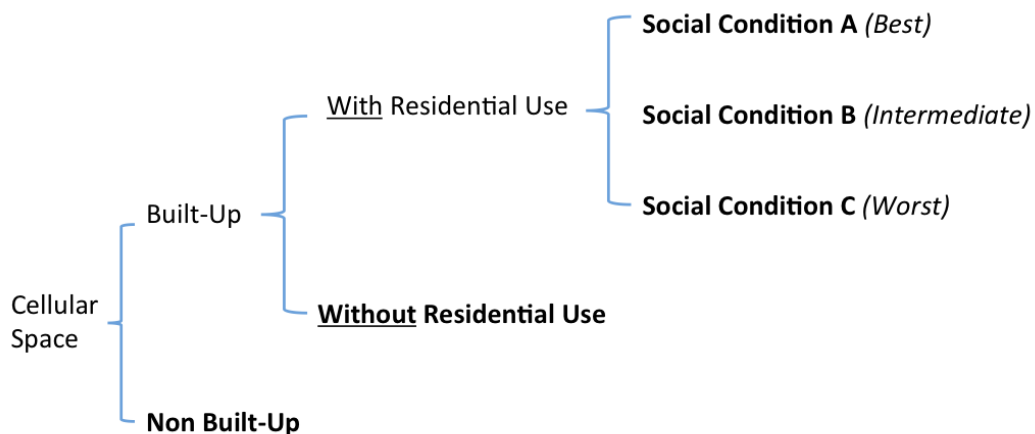 Social Condition A (Best)
With Residential Use
Social Condition B (Intermediate)
Social Condition C (Worst)
Built-Up
Cellular
Space
Without Residential Use
Non Built-Up